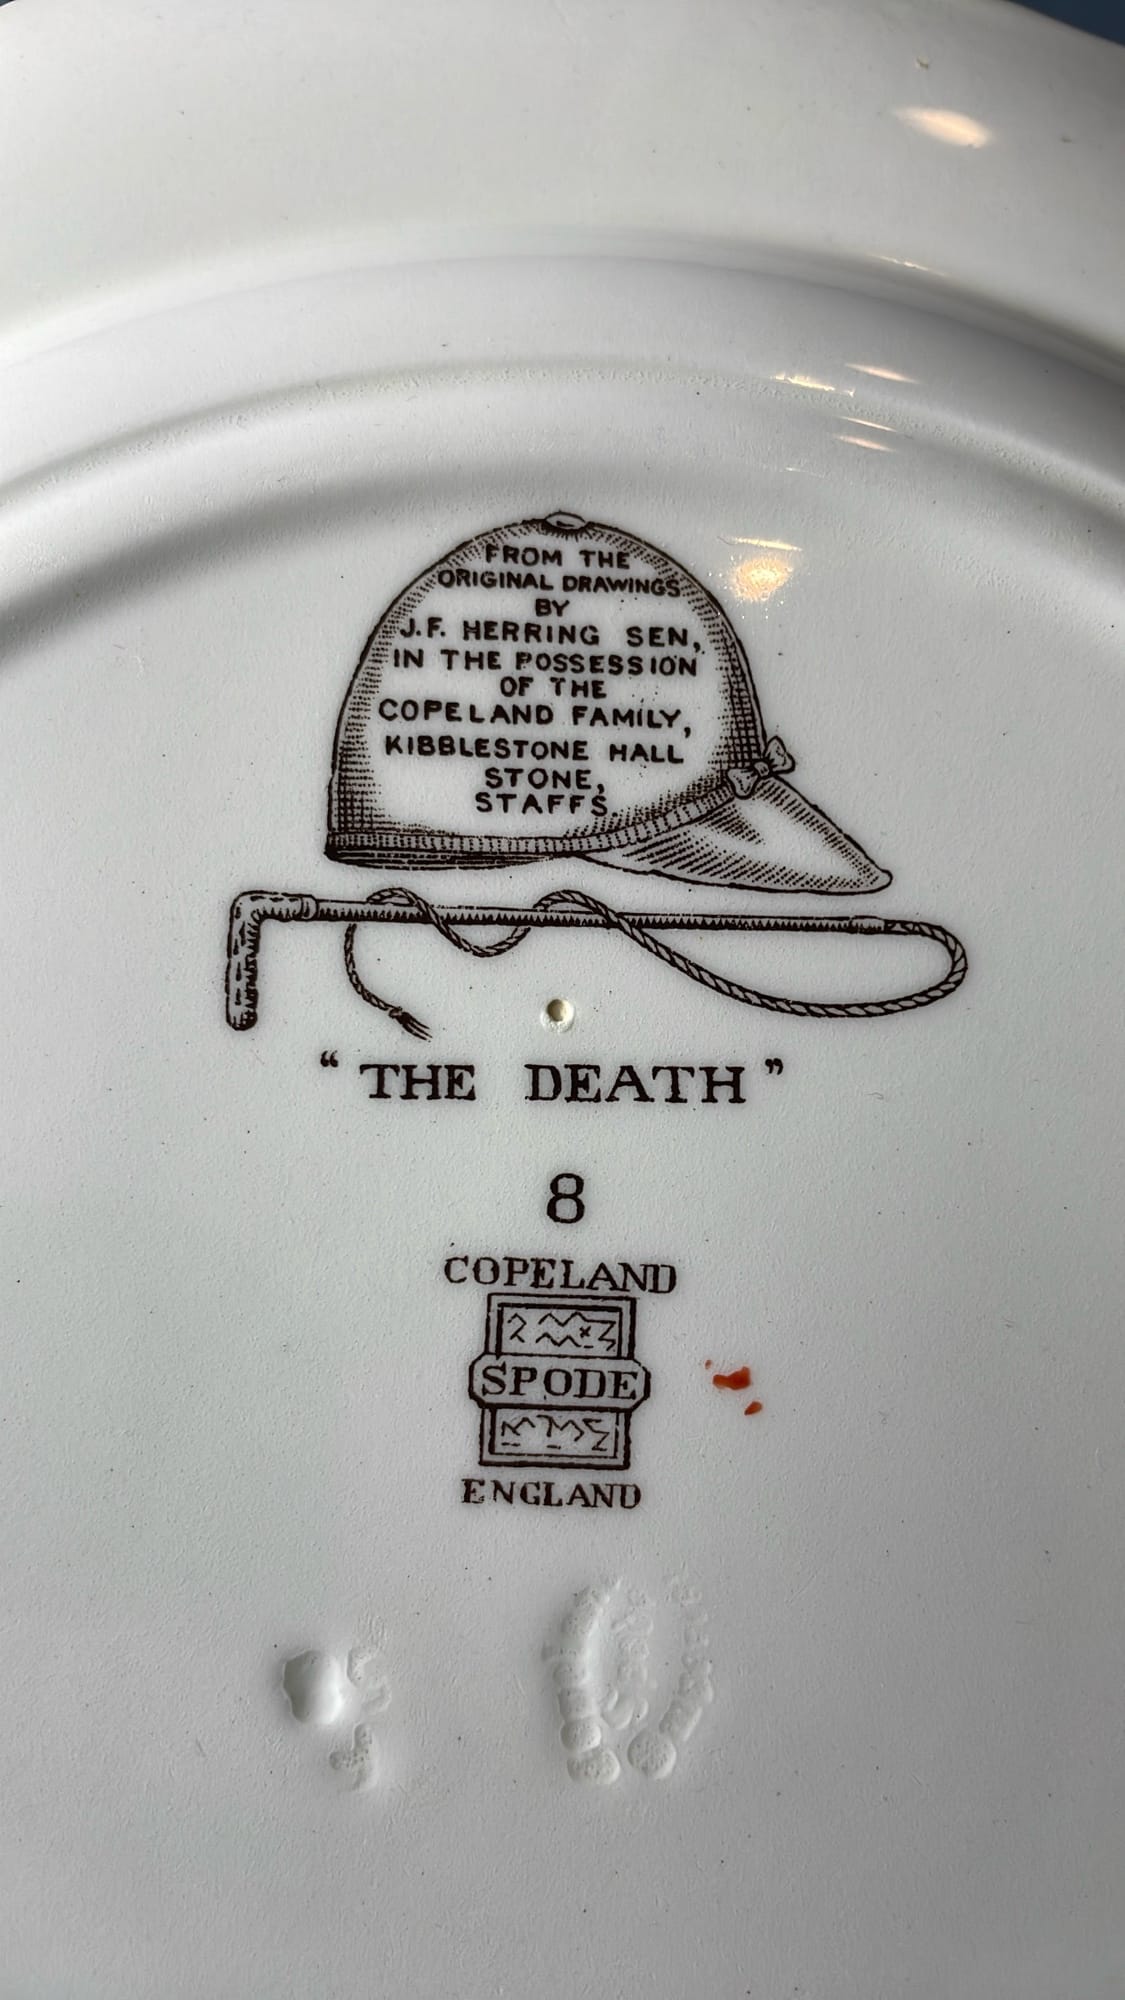 FROM THE
ORIGINAL DRAWINGS
BY
J.F. HERRING SEN,
IN THE POSSESSION
OF THE
COPELAND FAMILY,
KIBBLESTONE HALL
STONE,
STAFFS.
“THE DEATH”
8
COPELAND
SPODE
ENGLAND